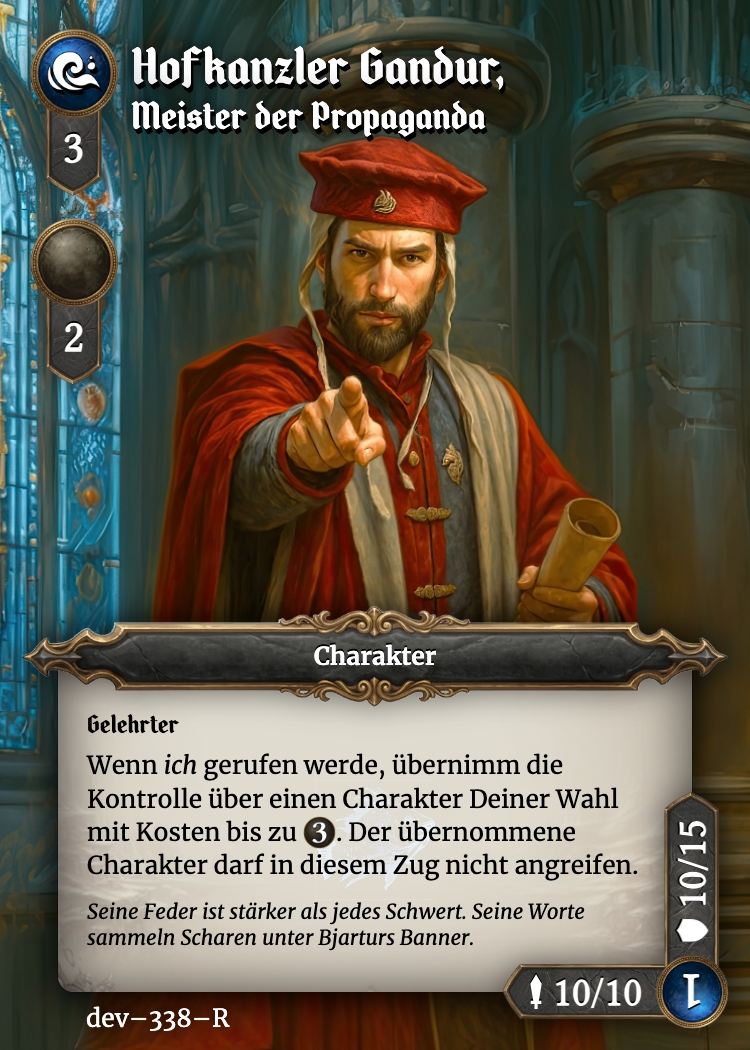 Hofkanzler Gandur,
Meister der Propaganda
3
2
Charakter
Gelehrter
Wenn ich gerufen werde, übernimm die
Kontrolle über einen Charakter Deiner Wahl
mit Kosten bis zu 3. Der übernommene
Charakter darf in diesem Zug nicht angreifen.
Seine Feder ist stärker als jedes Schwert. Seine Worte
sammeln Scharen unter Bjarturs Banner.
10/15
10/10
1
dev–338–R